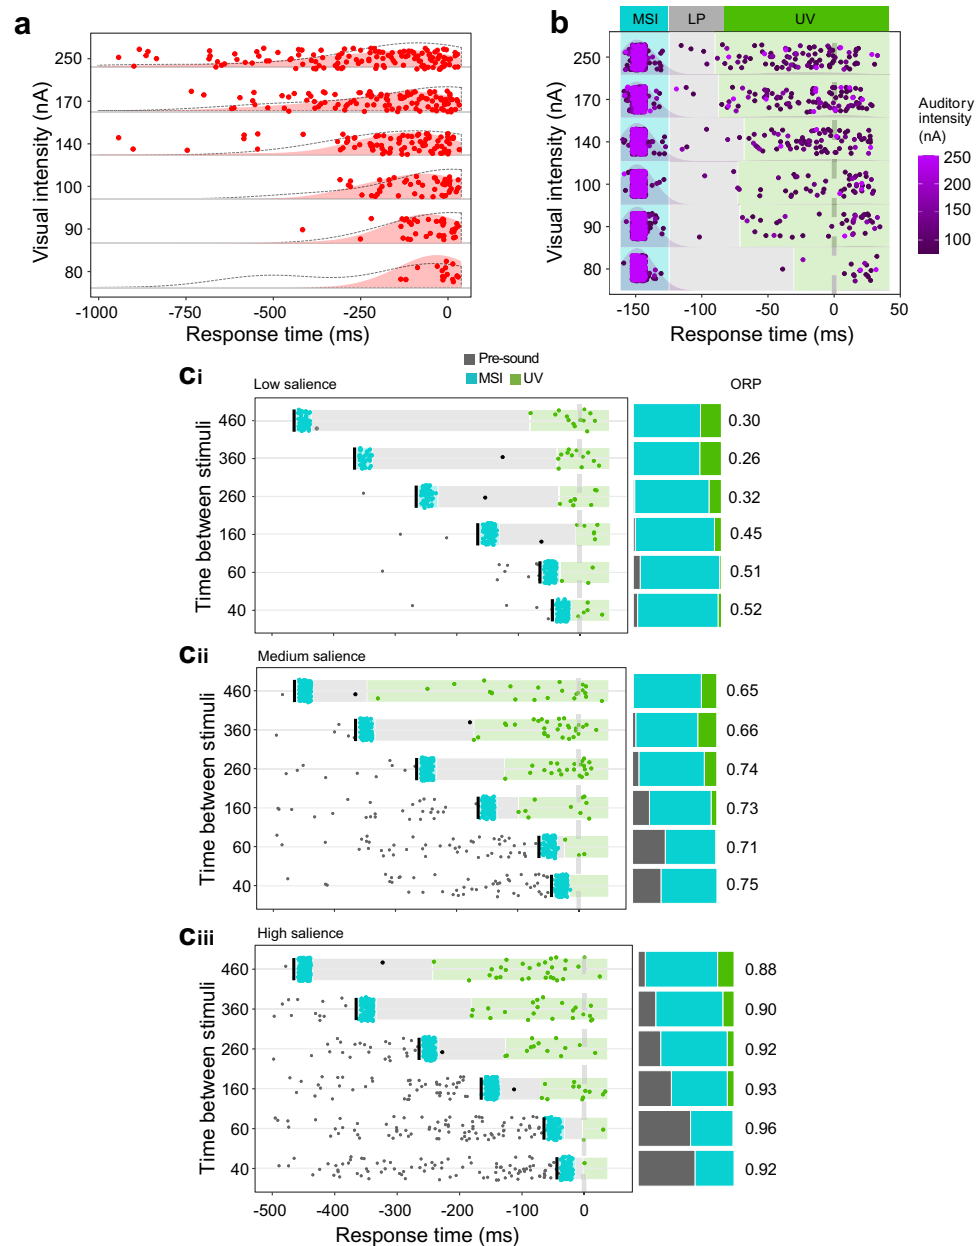 a
Visual intensity (nA)
250
170
140
100
90
80
-1000
-750
-500
-250
0
Response time (ms)
b
MSI
LP
UV
Visual intensity (nA)
250
170
140
100
90
80
-150
-100
-50
0
50
Response time (ms)
Auditory
intensity
(nA)
250
200
150
100
Pre-sound
MSI
UV
ci
Low salience
ORP
Time between stimuli
460
360
260
160
60
40
0.30
0.26
0.32
0.45
0.51
0.52
cii
Medium salience
Time between stimuli
460
360
260
160
60
40
0.65
0.66
0.74
0.73
0.71
0.75
ciii
High salience
Time between stimuli
460
360
260
160
60
40
0.88
0.90
0.92
0.93
0.96
0.92
-500
-400
-300
-200
-100
0
Response time (ms)